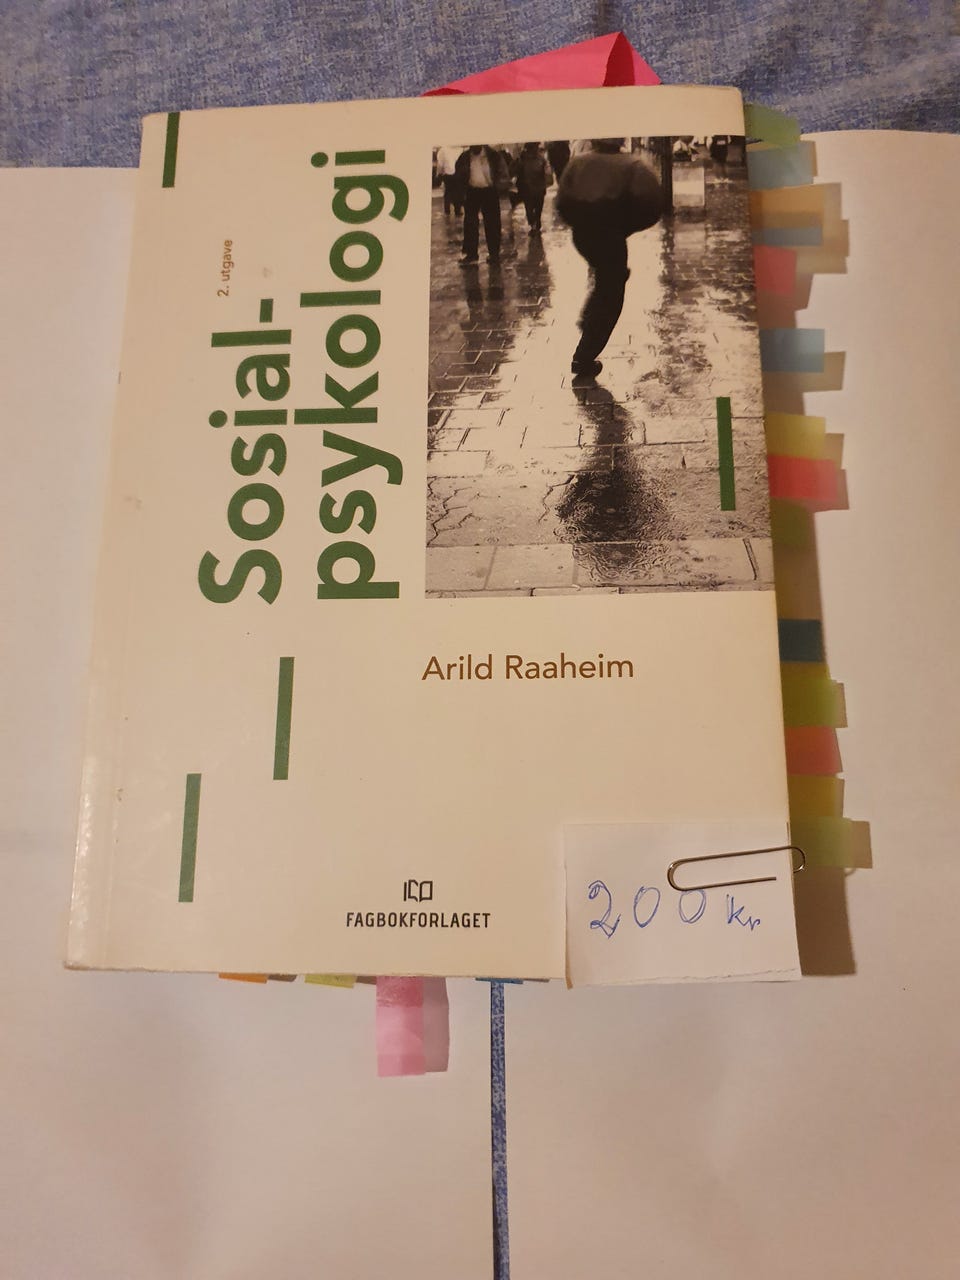 2. utgave
Sosial-
psykologi
Arild Raaheim
FAGBOKFORLAGET
200 kr